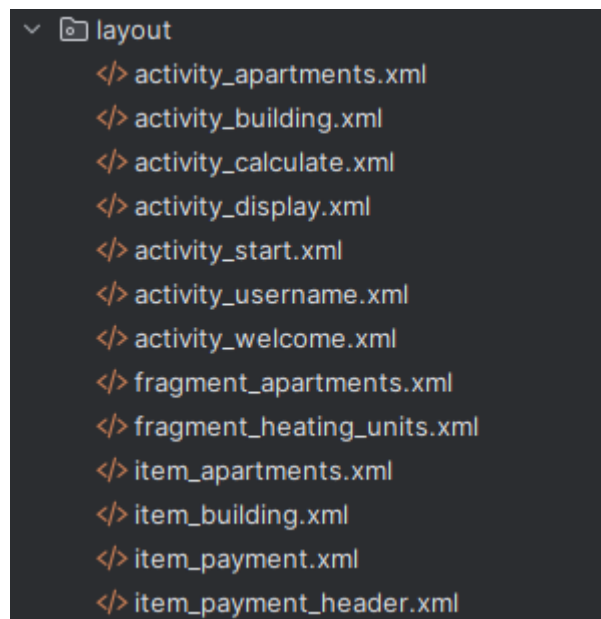 layout
</> activity_apartments.xml
</> activity_building.xml
</> activity_calculate.xml
</> activity_display.xml
</> activity_start.xml
</> activity_username.xml
</> activity_welcome.xml
</> fragment_apartments.xml
</> fragment_heating_units.xml
</> item_apartments.xml
</> item_building.xml
</> item_payment.xml
</> item_payment_header.xml